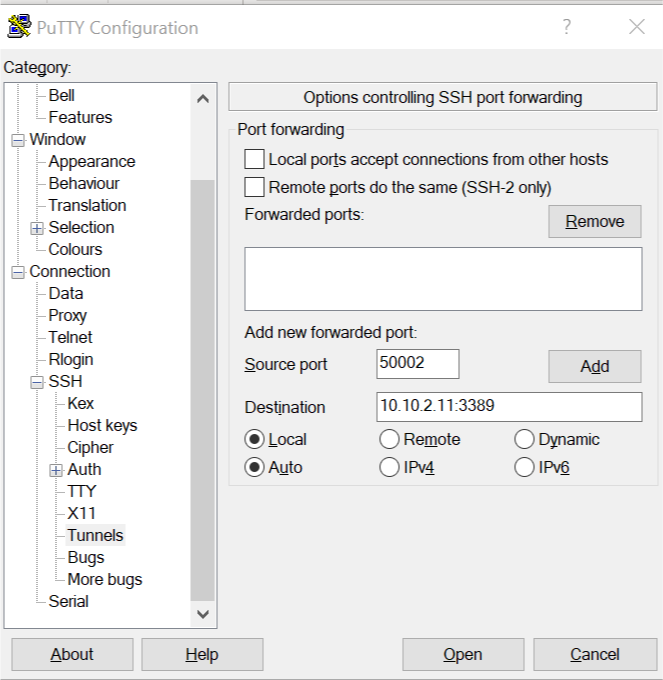 PuTTY Configuration
?
Category:
Bell
Features
Window
Appearance
Behaviour
Translation
Selection
Colours
Connection
Data
Proxy
Telnet
Rlogin
SSH
Kex
Host keys
Cipher
Auth
TTY
X11
Tunnels
Bugs
More bugs
Serial
Options controlling SSH port forwarding
Port forwarding
Local ports accept connections from other hosts
Remote ports do the same (SSH-2 only)
Forwarded ports:
Remove
Add new forwarded port:
Source port 50002 Add
Destination 10.10.2.11:3389
Local Remote Dynamic
Auto IPv4 IPv6
About Help Open Cancel